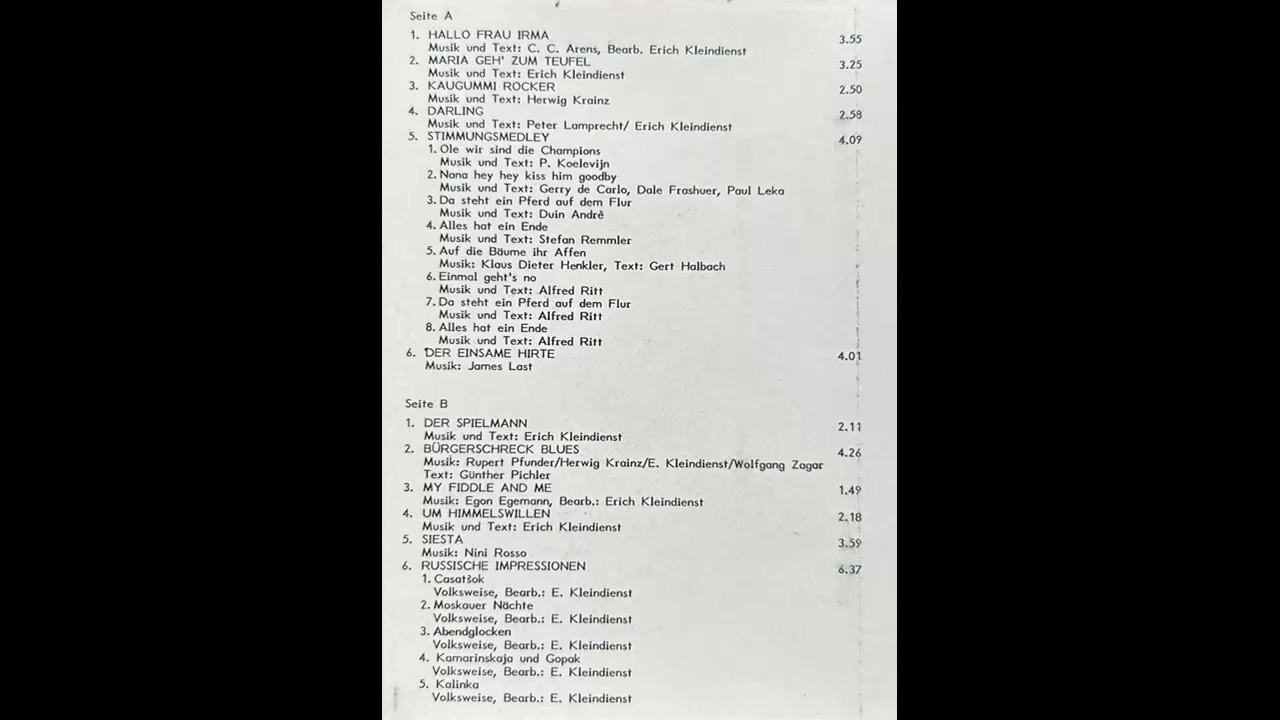 Seite A
1. HALLO FRAU IRMA 3.55
Musik und Text: C. C. Arens, Bearb. Erich Kleindienst
2. MARIA GEH' ZUM TEUFEL 3.25
Musik und Text: Erich Kleindienst
3. KAUGUMMI ROCKER 2.50
Musik und Text: Herwig Krainz
4. DARLING 2.58
Musik und Text: Peter Lamprecht/ Erich Kleindienst
5. STIMMUNGSMEDLEY 4.09
1. Ole wir sind die Champions
Musik und Text: P. Koelevijn
2. Nana hey hey kiss him goodby
Musik und Text: Gerry de Carlo, Dale Frashuer, Paul Leka
3. Da steht ein Pferd auf dem Flur
Musik und Text: Duin Andrè
4. Alles hat ein Ende
Musik und Text: Stefan Remmler
5. Auf die Bäume ihr Affen
Musik: Klaus Dieter Henkler, Text: Gert Halbach
6. Einmal geht's no
Musik und Text: Alfred Ritt
7. Da steht ein Pferd auf dem Flur
Musik und Text: Alfred Ritt
8. Alles hat ein Ende
Musik und Text: Alfred Ritt
6. DER EINSAME HIRTE 4.01
Musik: James Last
Seite B
1. DER SPIELMANN 2.11
Musik und Text: Erich Kleindienst
2. BÜRGERSCHRECK BLUES 4.26
Musik: Rupert Pfunder/Herwig Krainz/E. Kleindienst/Wolfgang Zagar
Text: Günther Pichler
3. MY FIDDLE AND ME 1.49
Musik: Egon Egemann, Bearb.: Erich Kleindienst
4. UM HIMMELSWILLEN 2.18
Musik und Text: Erich Kleindienst
5. SIESTA 3.59
Musik: Nini Rosso
6. RUSSISCHE IMPRESSIONEN 6.37
1. Casatšok
Volksweise, Bearb.: E. Kleindienst
2. Moskauer Nächte
Volksweise, Bearb.: E. Kleindienst
3. Abendglocken
Volksweise, Bearb.: E. Kleindienst
4. Kamarinskaja und Gopak
Volksweise, Bearb.: E. Kleindienst
5. Kalinka
Volksweise, Bearb.: E. Kleindienst